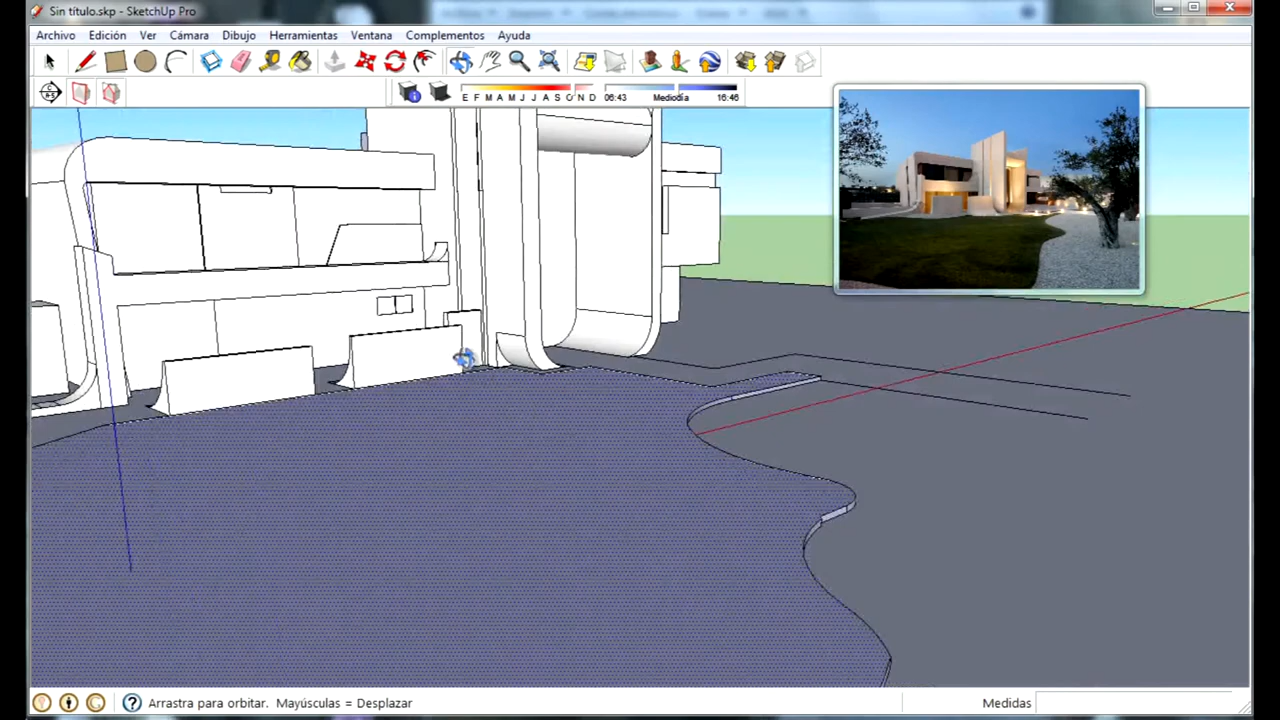 Sin título.skp - SketchUp Pro
Archivo Edición Ver Cámara Dibujo Herramientas Ventana Complementos Ayuda
E F M A M J J A S O N D 06:43 Mediodía 16:46
Arrastra para orbitar. Mayúsculas = Desplazar Medidas